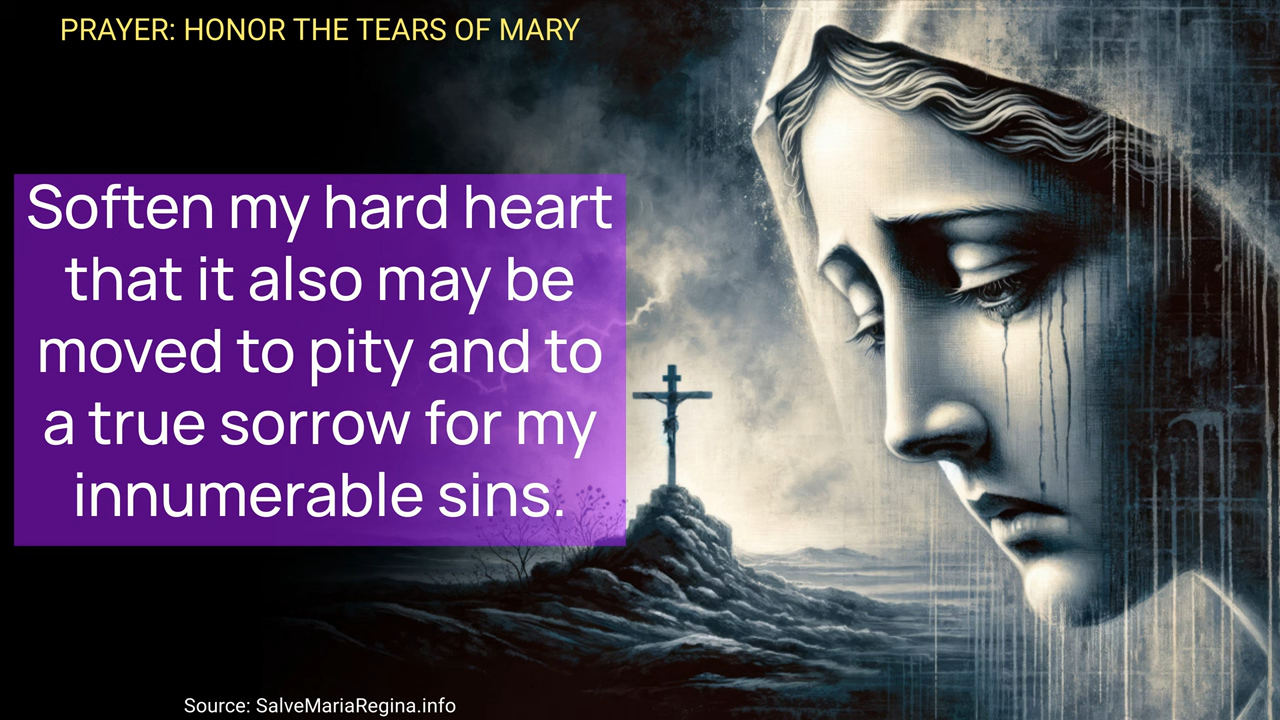 PRAYER: HONOR THE TEARS OF MARY
Soften my hard heart
that it also may be
moved to pity and to
a true sorrow for my
innumerable sins.
Source: SalveMariaRegina.info